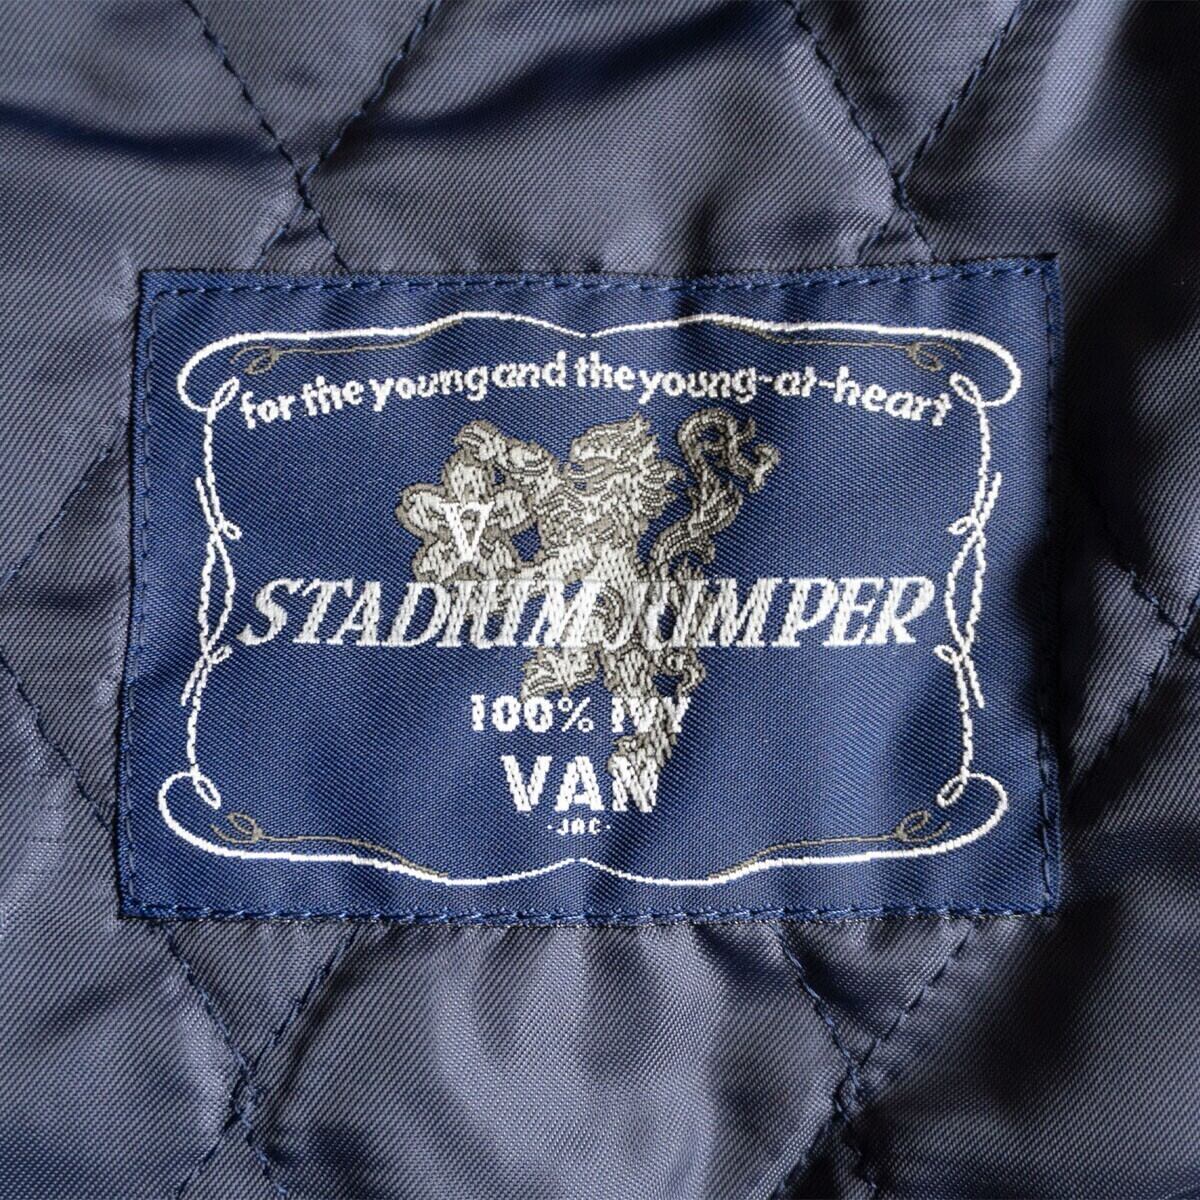 for the young and the young-at-heart
V
STADIUM JUMPER
100% IVY
VAN
·JAC·